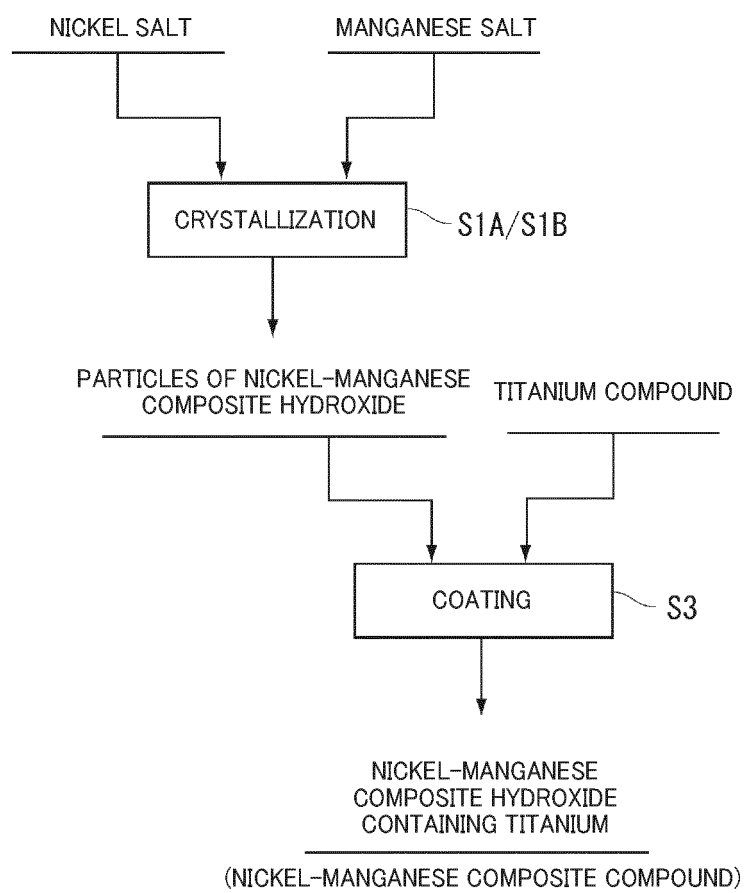 NICKEL SALT
MANGANESE SALT
CRYSTALLIZATION
S1A/S1B
PARTICLES OF NICKEL-MANGANESE
COMPOSITE HYDROXIDE
TITANIUM COMPOUND
COATING
S3
NICKEL-MANGANESE
COMPOSITE HYDROXIDE
CONTAINING TITANIUM
(NICKEL-MANGANESE COMPOSITE COMPOUND)